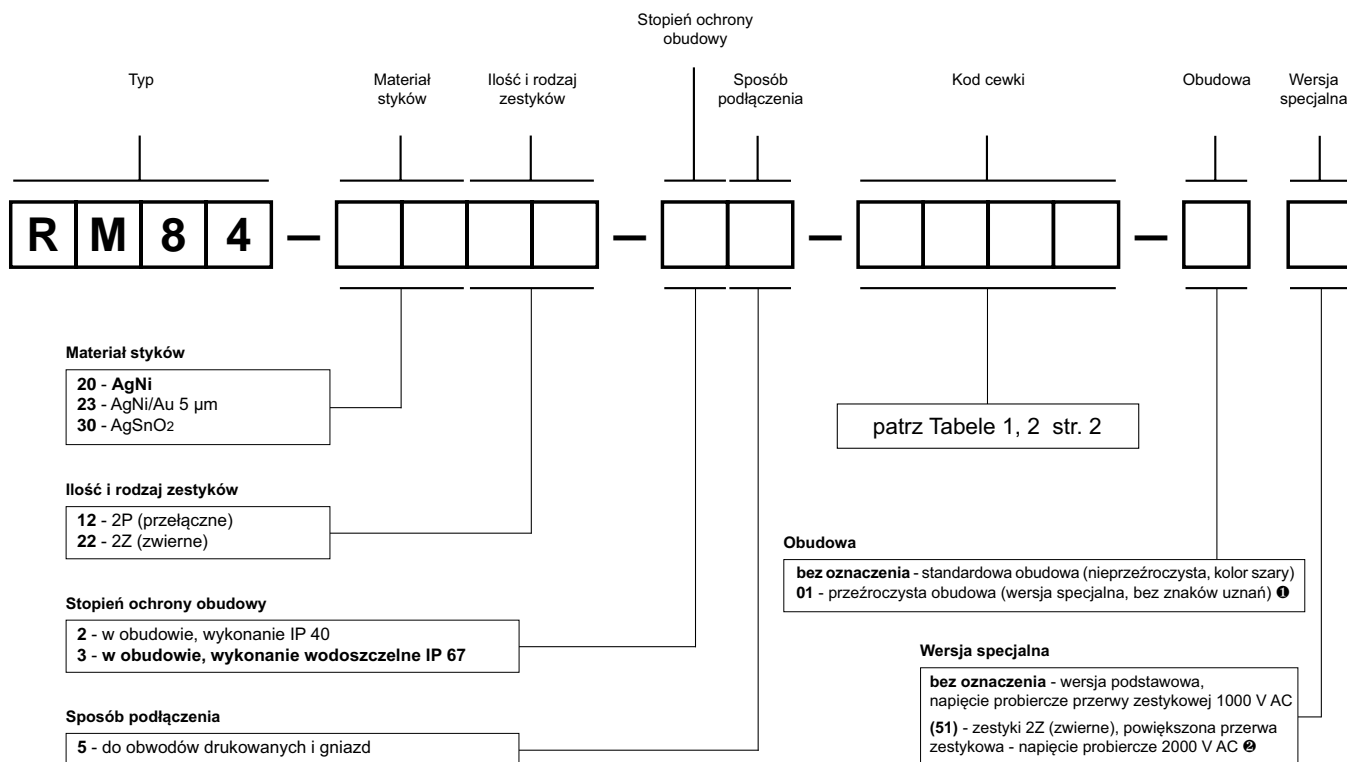 Stopień ochrony
obudowy
Typ
Materiał
styków
Ilość i rodzaj
zestyków
Sposób
podłączenia
Kod cewki
Obudowa
Wersja
specjalna
R M 8 4 – – – –
Materiał styków
20 - AgNi
23 - AgNi/Au 5 µm
30 - AgSnO2
patrz Tabele 1, 2 str. 2
Ilość i rodzaj zestyków
12 - 2P (przełączne)
22 - 2Z (zwierne)
Obudowa
bez oznaczenia - standardowa obudowa (nieprzeźroczysta, kolor szary)
01 - przeźroczysta obudowa (wersja specjalna, bez znaków uznań) ❶
Stopień ochrony obudowy
2 - w obudowie, wykonanie IP 40
3 - w obudowie, wykonanie wodoszczelne IP 67
Wersja specjalna
bez oznaczenia - wersja podstawowa,
napięcie probiercze przerwy zestykowej 1000 V AC
(51) - zestyki 2Z (zwierne), powiększona przerwa
zestykowa - napięcie probiercze 2000 V AC ❷
Sposób podłączenia
5 - do obwodów drukowanych i gniazd